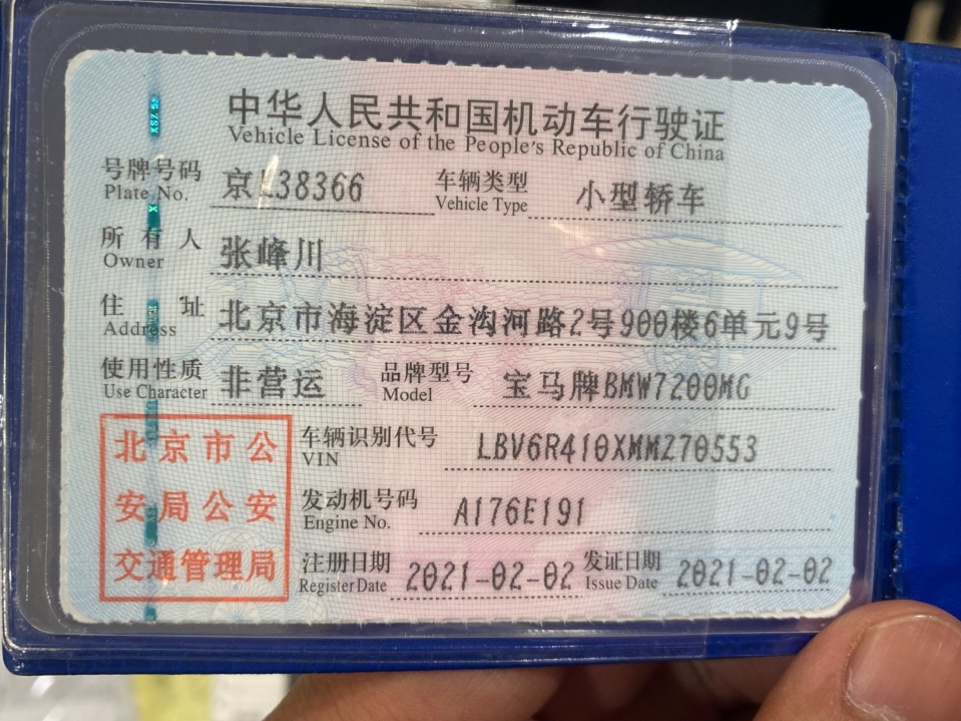 中华人民共和国机动车行驶证
Vehicle License of the People's Republic of China
号牌号码 京L38366 车辆类型 小型轿车
Plate No. Vehicle Type
所有人 张峰川
Owner
住址 北京市海淀区金沟河路2号900楼6单元9号
Address
使用性质 非营运 品牌型号 宝马牌BMW7200MG
Use Character Model
北京市公
安局公安
交通管理局
车辆识别代号 LBV6R410XMMZ70553
VIN
发动机号码 A176E191
Engine No.
注册日期 2021-02-02 发证日期 2021-02-02
Register Date Issue Date